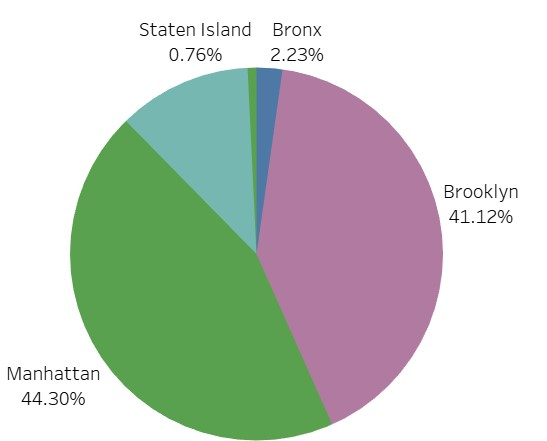 Staten Island
0.76%
Bronx
2.23%
Brooklyn
41.12%
Manhattan
44.30%